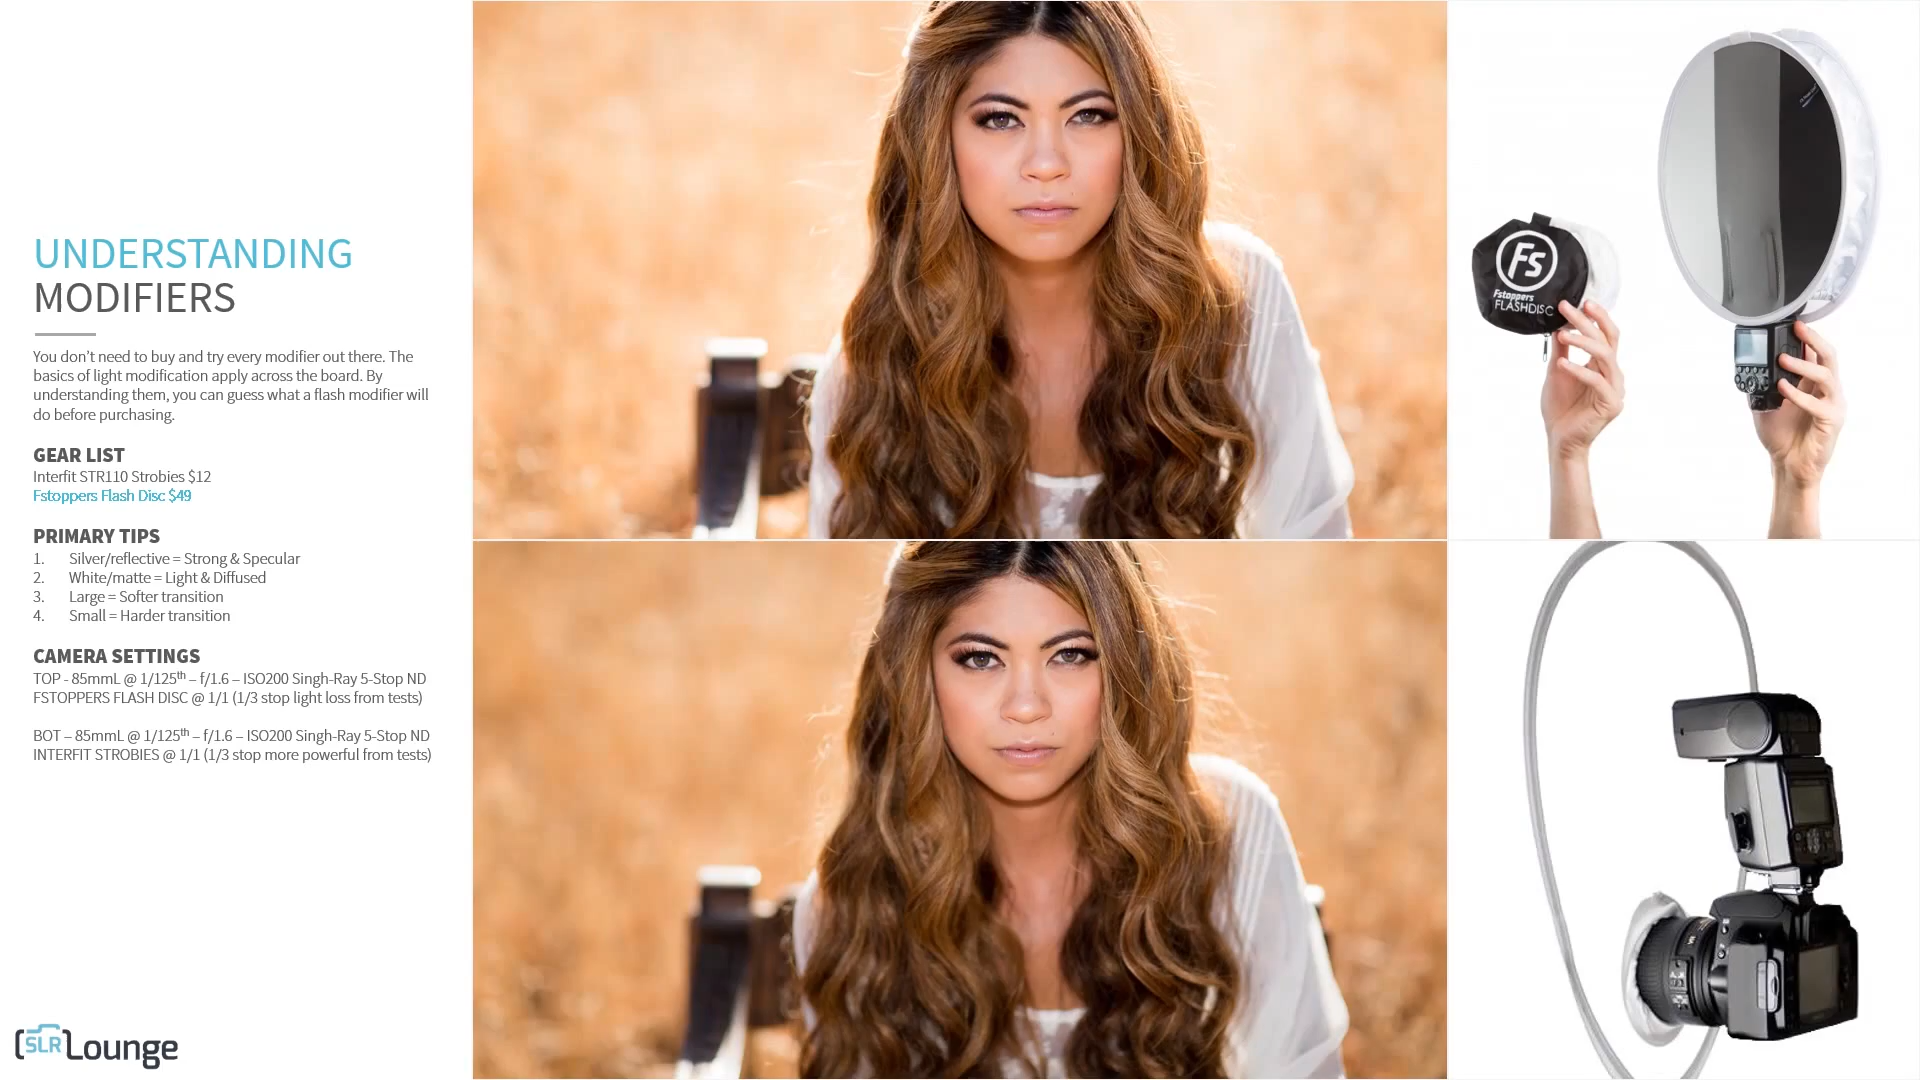 UNDERSTANDING
MODIFIERS
You don’t need to buy and try every modifier out there. The
basics of light modification apply across the board. By
understanding them, you can guess what a flash modifier will
do before purchasing.
GEAR LIST
Interfit STR110 Strobies $12
Fstoppers Flash Disc $49
PRIMARY TIPS
1. Silver/reflective = Strong & Specular
2. White/matte = Light & Diffused
3. Large = Softer transition
4. Small = Harder transition
CAMERA SETTINGS
TOP - 85mmL @ 1/125th – f/1.6 – ISO200 Singh-Ray 5-Stop ND
FSTOPPERS FLASH DISC @ 1/1 (1/3 stop light loss from tests)
BOT – 85mmL @ 1/125th – f/1.6 – ISO200 Singh-Ray 5-Stop ND
INTERFIT STROBIES @ 1/1 (1/3 stop more powerful from tests)
SLR Lounge
Fs
Fstoppers
FLASHDISC